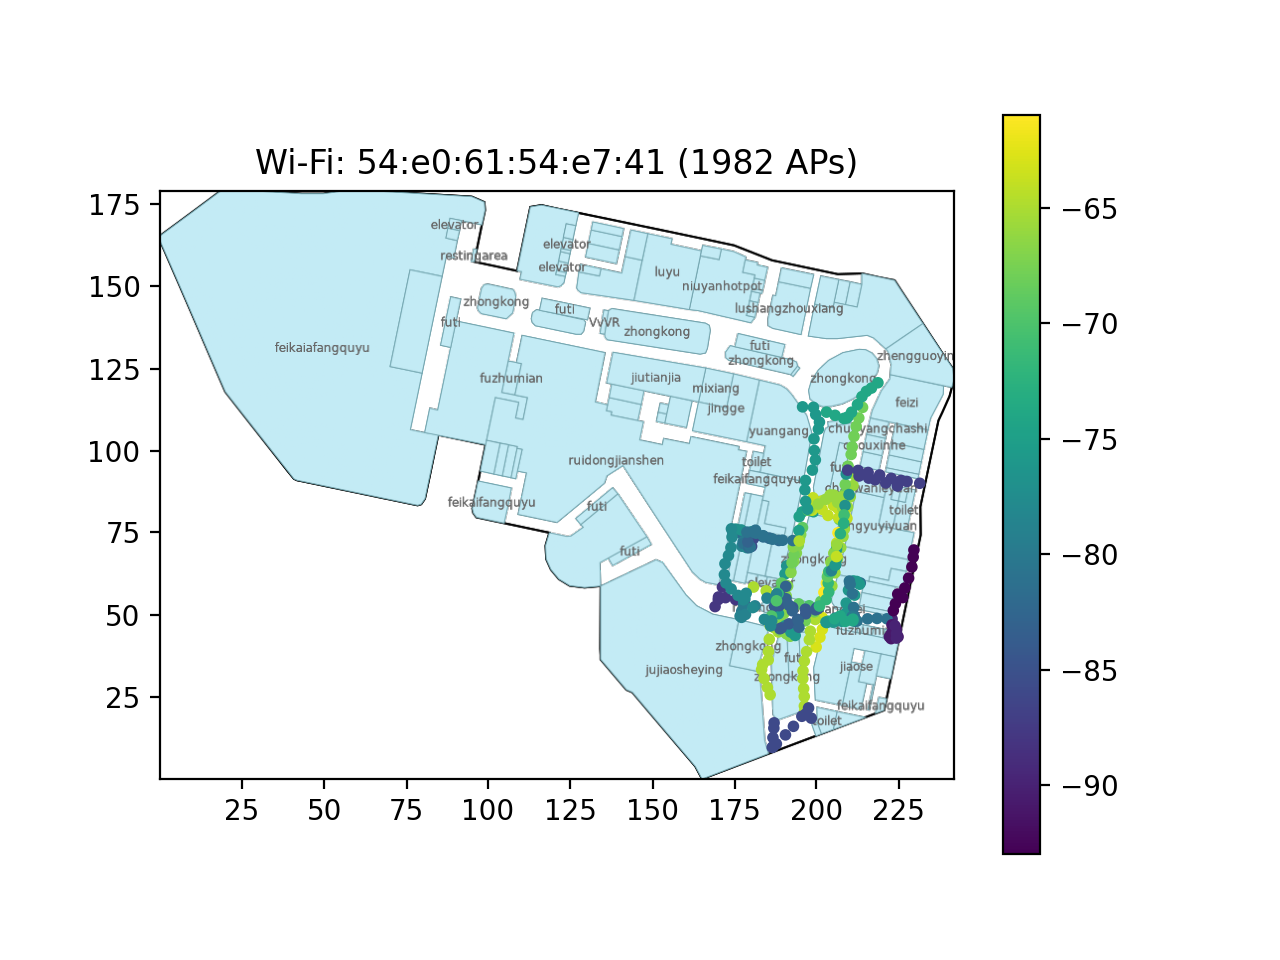 Wi-Fi: 54:e0:61:54:e7:41 (1982 APs)
175
150
125
100
75
50
25
25
50
75
100
125
150
175
200
225
−65
−70
−75
−80
−85
−90
elevator
elevator
restingarea
elevator
luyu
niuyanhotpot
zhongkong
futi
lushangzhouxiang
futi
VVVR
zhongkong
feikaiafangquyu
futi
zhongkong
zhengguoyin
fuzhumian
jiutianjia
mixiang
zhongkong
jingge
feizi
yuangang
ruidongjianshen
toilet
feikaifangquyu
feikaifangquyu
futi
toilet
futi
zhongkong
zhongkong
futi
jujiaosheying
jiaose
zhongkong
feikaifangquyu
toilet